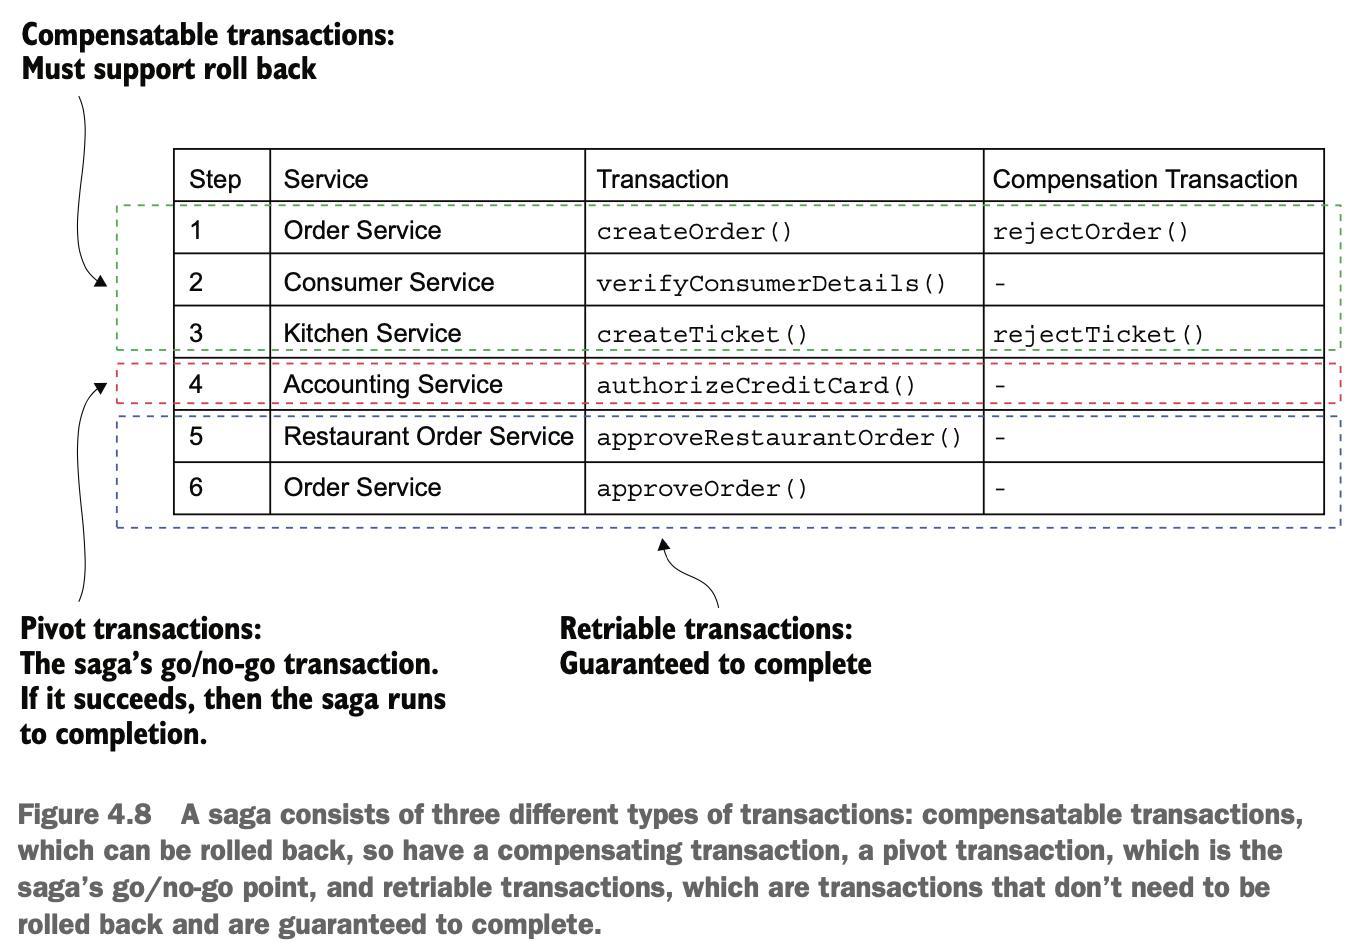 Compensatable transactions:
Must support roll back
Step Service Transaction Compensation Transaction
1 Order Service createOrder() rejectOrder()
2 Consumer Service verifyConsumerDetails() -
3 Kitchen Service createTicket() rejectTicket()
4 Accounting Service authorizeCreditCard() -
5 Restaurant Order Service approveRestaurantOrder() -
6 Order Service approveOrder() -
Pivot transactions:
The saga’s go/no-go transaction.
If it succeeds, then the saga runs
to completion.
Retriable transactions:
Guaranteed to complete
Figure 4.8 A saga consists of three different types of transactions: compensatable transactions,
which can be rolled back, so have a compensating transaction, a pivot transaction, which is the
saga’s go/no-go point, and retriable transactions, which are transactions that don’t need to be
rolled back and are guaranteed to complete.